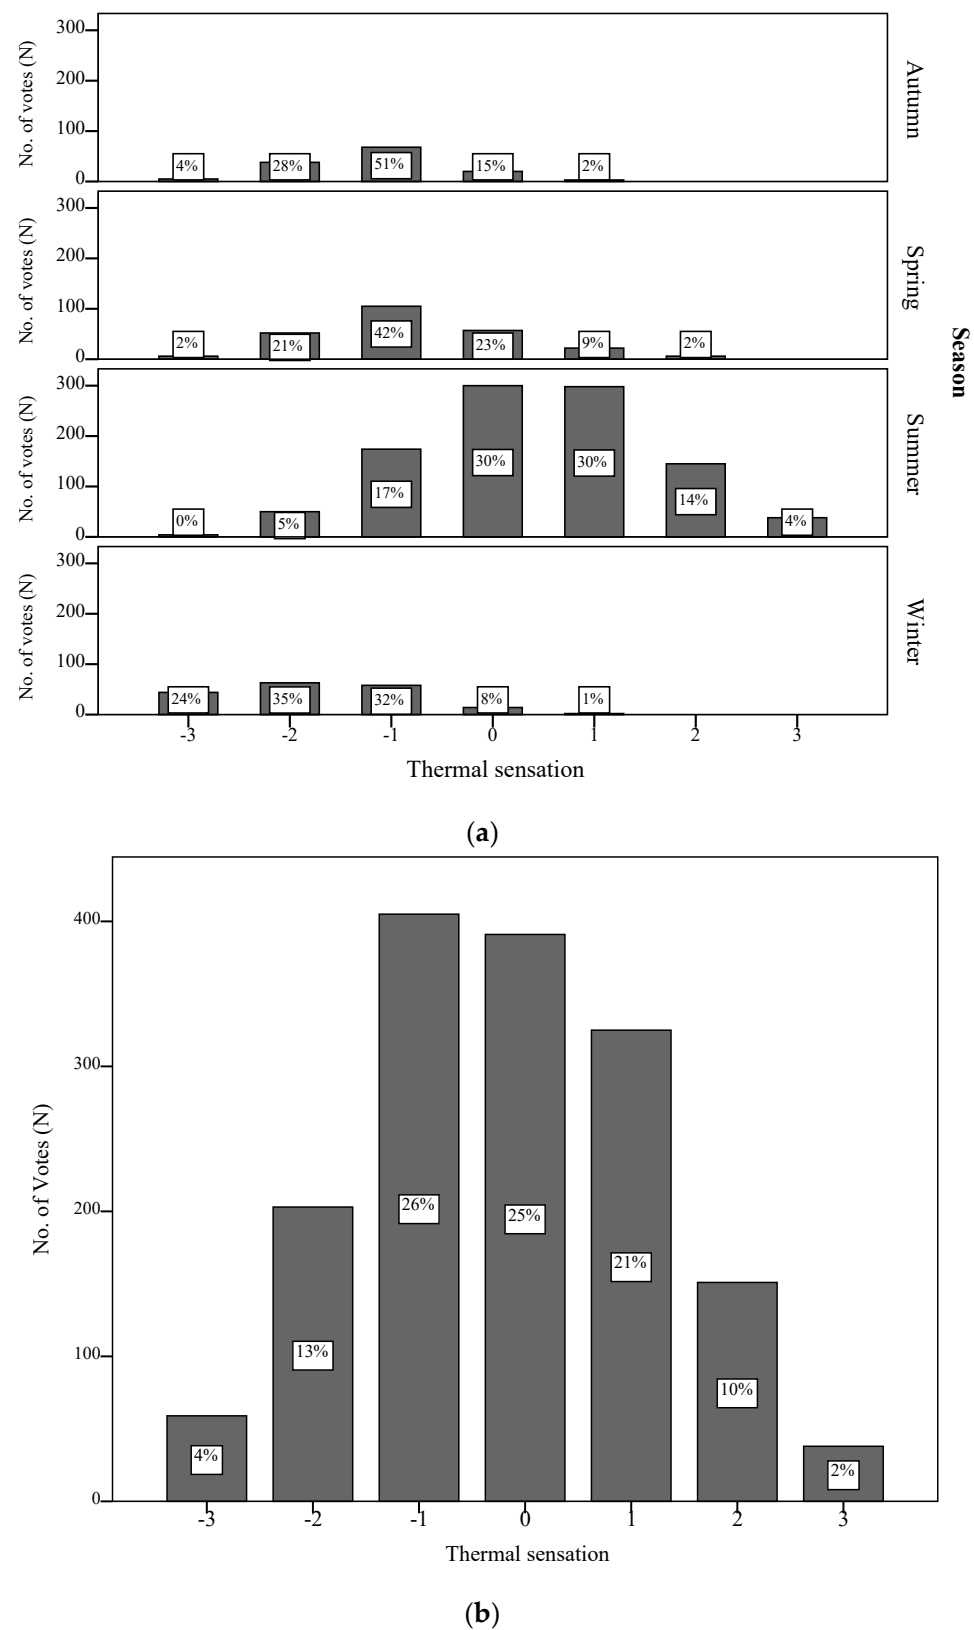 No. of votes (N)
300
200
100
0
4% 28% 51% 15% 2%
Autumn
No. of votes (N)
300
200
100
0
2% 21% 42% 23% 9% 2%
Spring
No. of votes (N)
300
200
100
0
0% 5% 17% 30% 30% 14% 4%
Summer
No. of votes (N)
300
200
100
0
24% 35% 32% 8% 1%
Winter
Season
-3 -2 -1 0 1 2 3
Thermal sensation
(a)
No. of Votes (N)
400
300
200
100
0
4% 13% 26% 25% 21% 10% 2%
-3 -2 -1 0 1 2 3
Thermal sensation
(b)